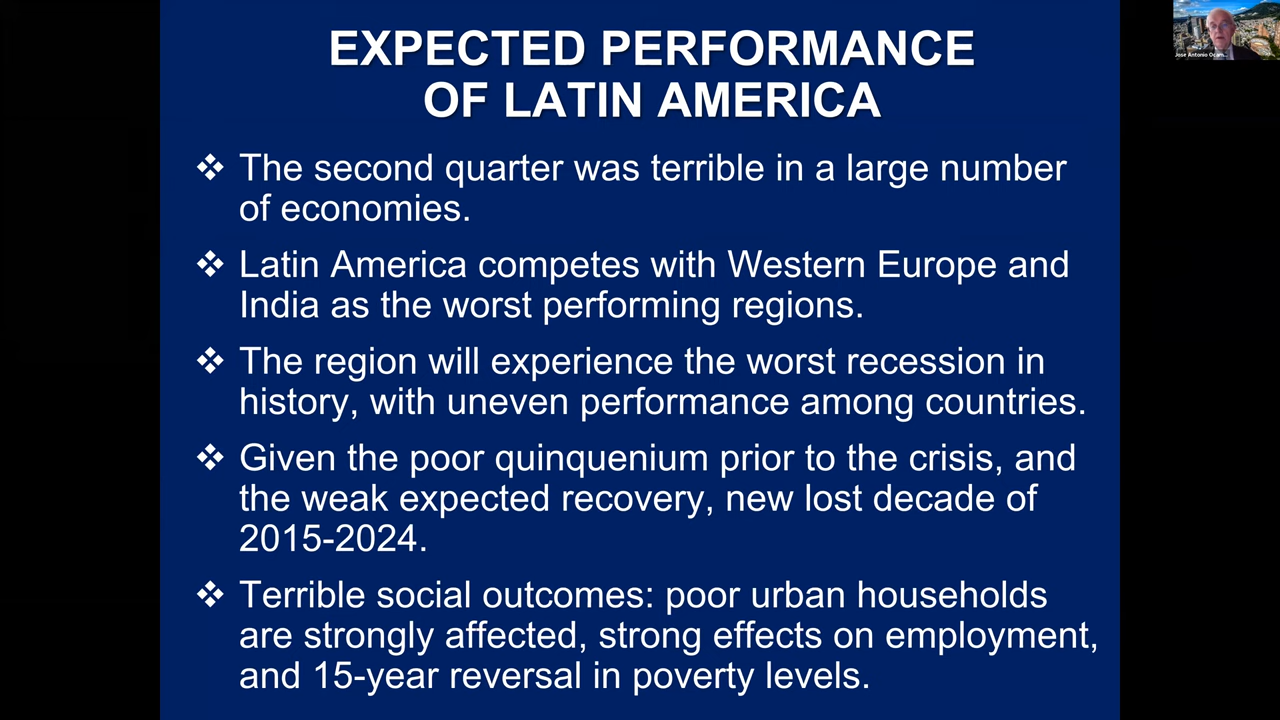 EXPECTED PERFORMANCE
OF LATIN AMERICA
❖ The second quarter was terrible in a large number
of economies.
❖ Latin America competes with Western Europe and
India as the worst performing regions.
❖ The region will experience the worst recession in
history, with uneven performance among countries.
❖ Given the poor quinquenium prior to the crisis, and
the weak expected recovery, new lost decade of
2015-2024.
❖ Terrible social outcomes: poor urban households
are strongly affected, strong effects on employment,
and 15-year reversal in poverty levels.
Jose Antonio